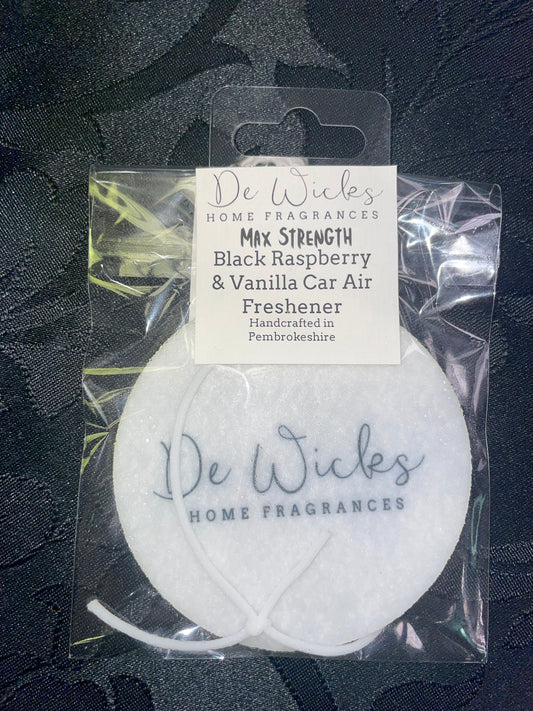 De Wicks
HOME FRAGRANCES
MAX STRENGTH
Black Raspberry
& Vanilla Car Air
Freshener
Handcrafted in
Pembrokeshire
De Wicks
HOME FRAGRANCES